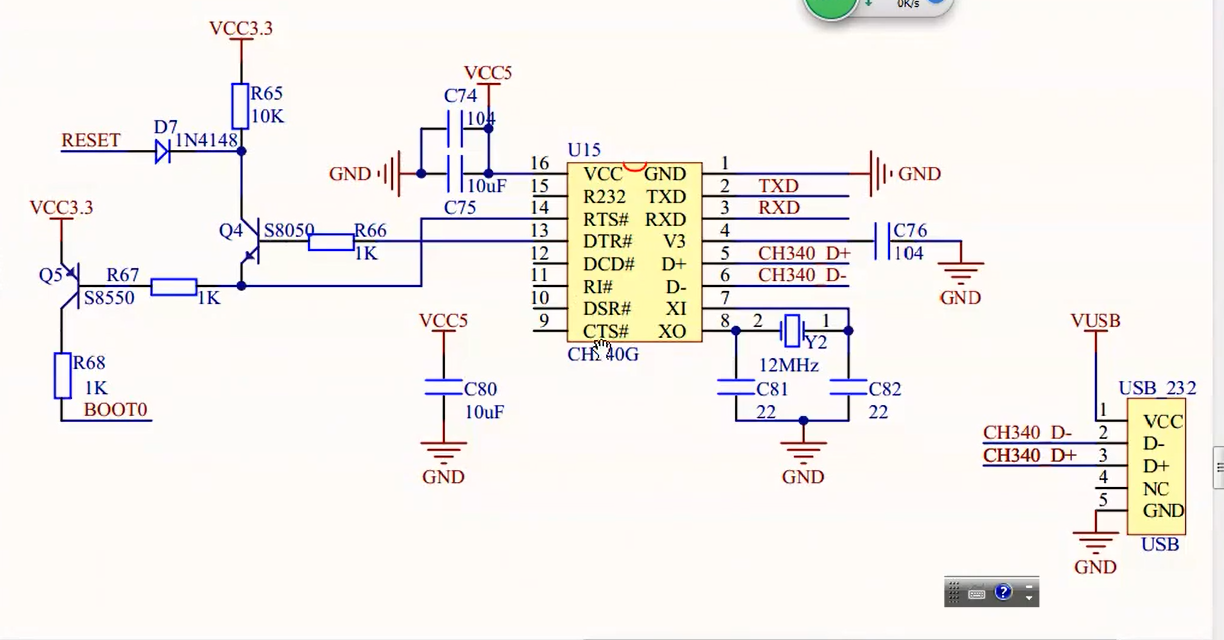 0K/s
VCC3.3
R65
10K
D7
1N4148
RESET
VCC5
C74
104
GND
10uF
C75
VCC3.3
Q4
S8050
R66
1K
Q5
S8550
R67
1K
R68
1K
BOOT0
U15
16 VCC GND 1
15 R232 TXD 2 TXD
14 RTS# RXD 3 RXD
13 DTR# V3 4
12 DCD# D+ 5 CH340_D+
11 RI# D- 6 CH340_D-
10 DSR# XI 7
9 CTS# XO 8
GND
C76
104
GND
2 1
Y2
12MHz
C81
22
C82
22
GND
VCC5
C80
10uF
GND
VUSB
USB_232
1 VCC
CH340_D- 2 D-
CH340_D+ 3 D+
4 NC
5 GND
USB
GND
?